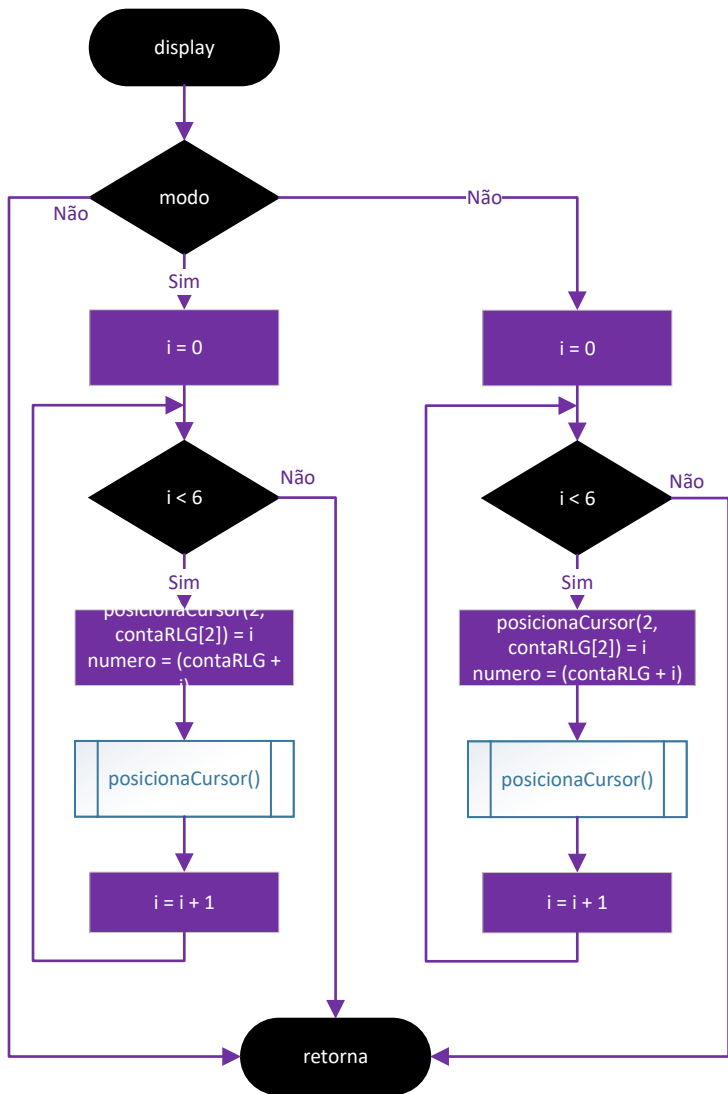 display
modo
Não
Não
Sim
i = 0
i = 0
i < 6
Não
i < 6
Não
Sim
Sim
posicionaCursor(2,
contaRLG[2]) = i
numero = (contaRLG +
i)
posicionaCursor(2,
contaRLG[2]) = i
numero = (contaRLG + i)
posicionaCursor()
posicionaCursor()
i = i + 1
i = i + 1
retorna